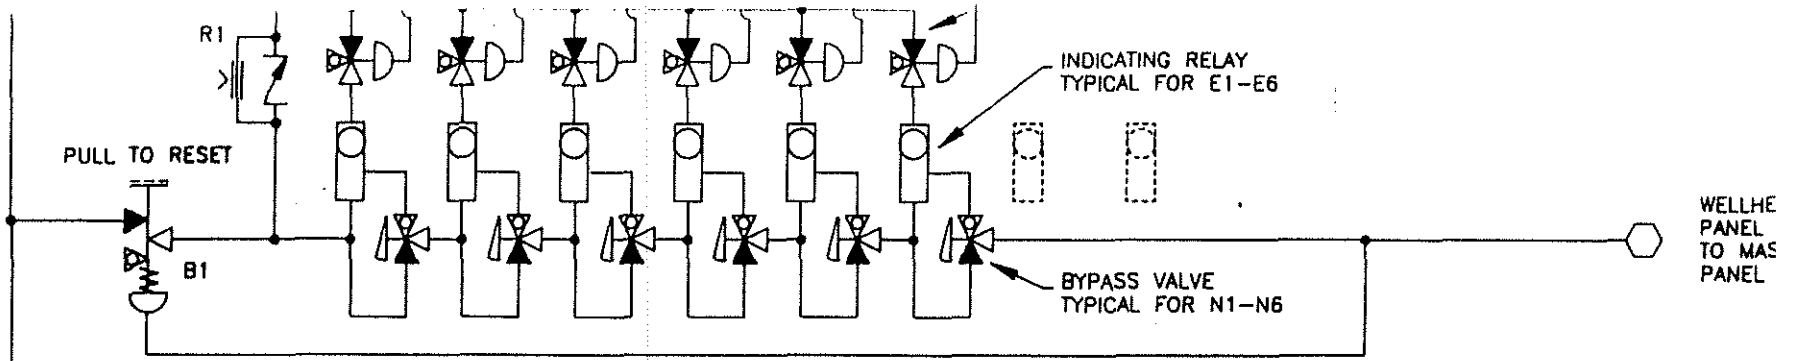 R1
INDICATING RELAY
TYPICAL FOR E1-E6
PULL TO RESET
B1
BYPASS VALVE
TYPICAL FOR N1-N6
WELLHE
PANEL
TO MAS
PANEL